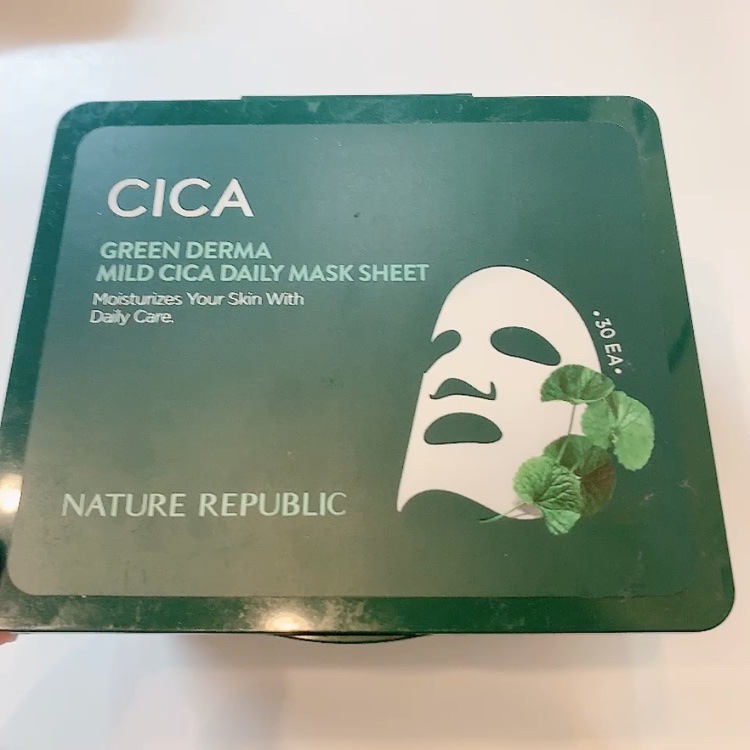 CICA
GREEN DERMA
MILD CICA DAILY MASK SHEET
Moisturizes Your Skin With
Daily Care.
• 30 EA •
NATURE REPUBLIC